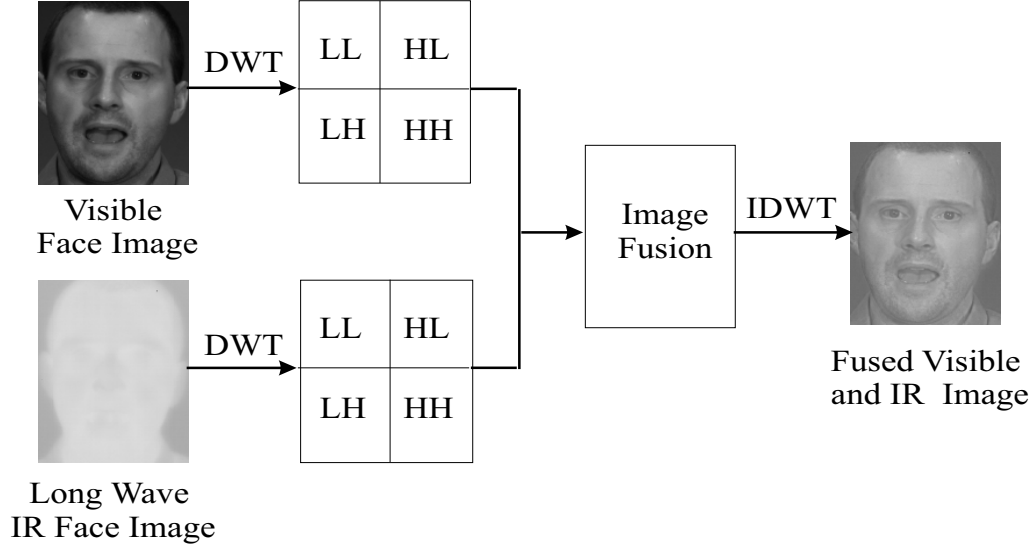 DWT
LL HL
LH HH
Visible
Face Image
Image
Fusion
IDWT
DWT
LL HL
LH HH
Fused Visible
and IR Image
Long Wave
IR Face Image